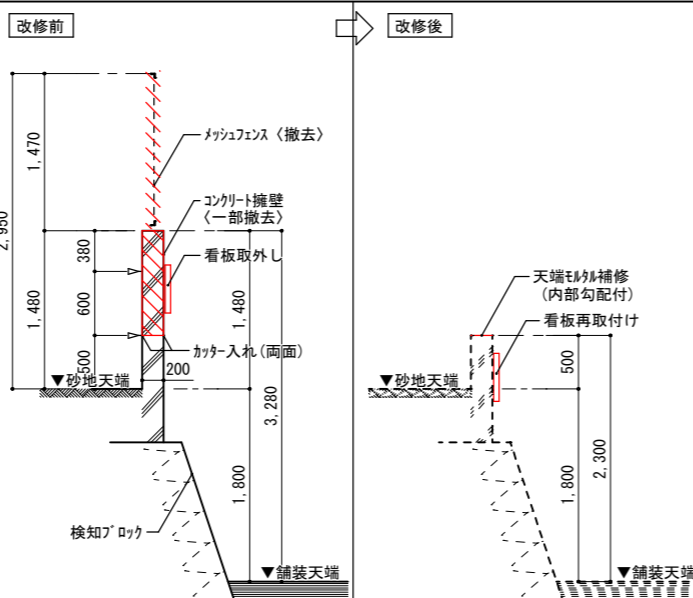 改修前
改修後
2,950
1,470
1,480
380
600
500
メッシュフェンス〈撤去〉
コンクリート擁壁
〈一部撤去〉
看板取外し
カッター入れ(両面)
200
1,480
3,280
1,800
▼砂地天端
検知ブロック
▼舗装天端
天端モルタル補修
(内部勾配付)
看板再取付け
▼砂地天端
500
1,800
2,300
▼舗装天端